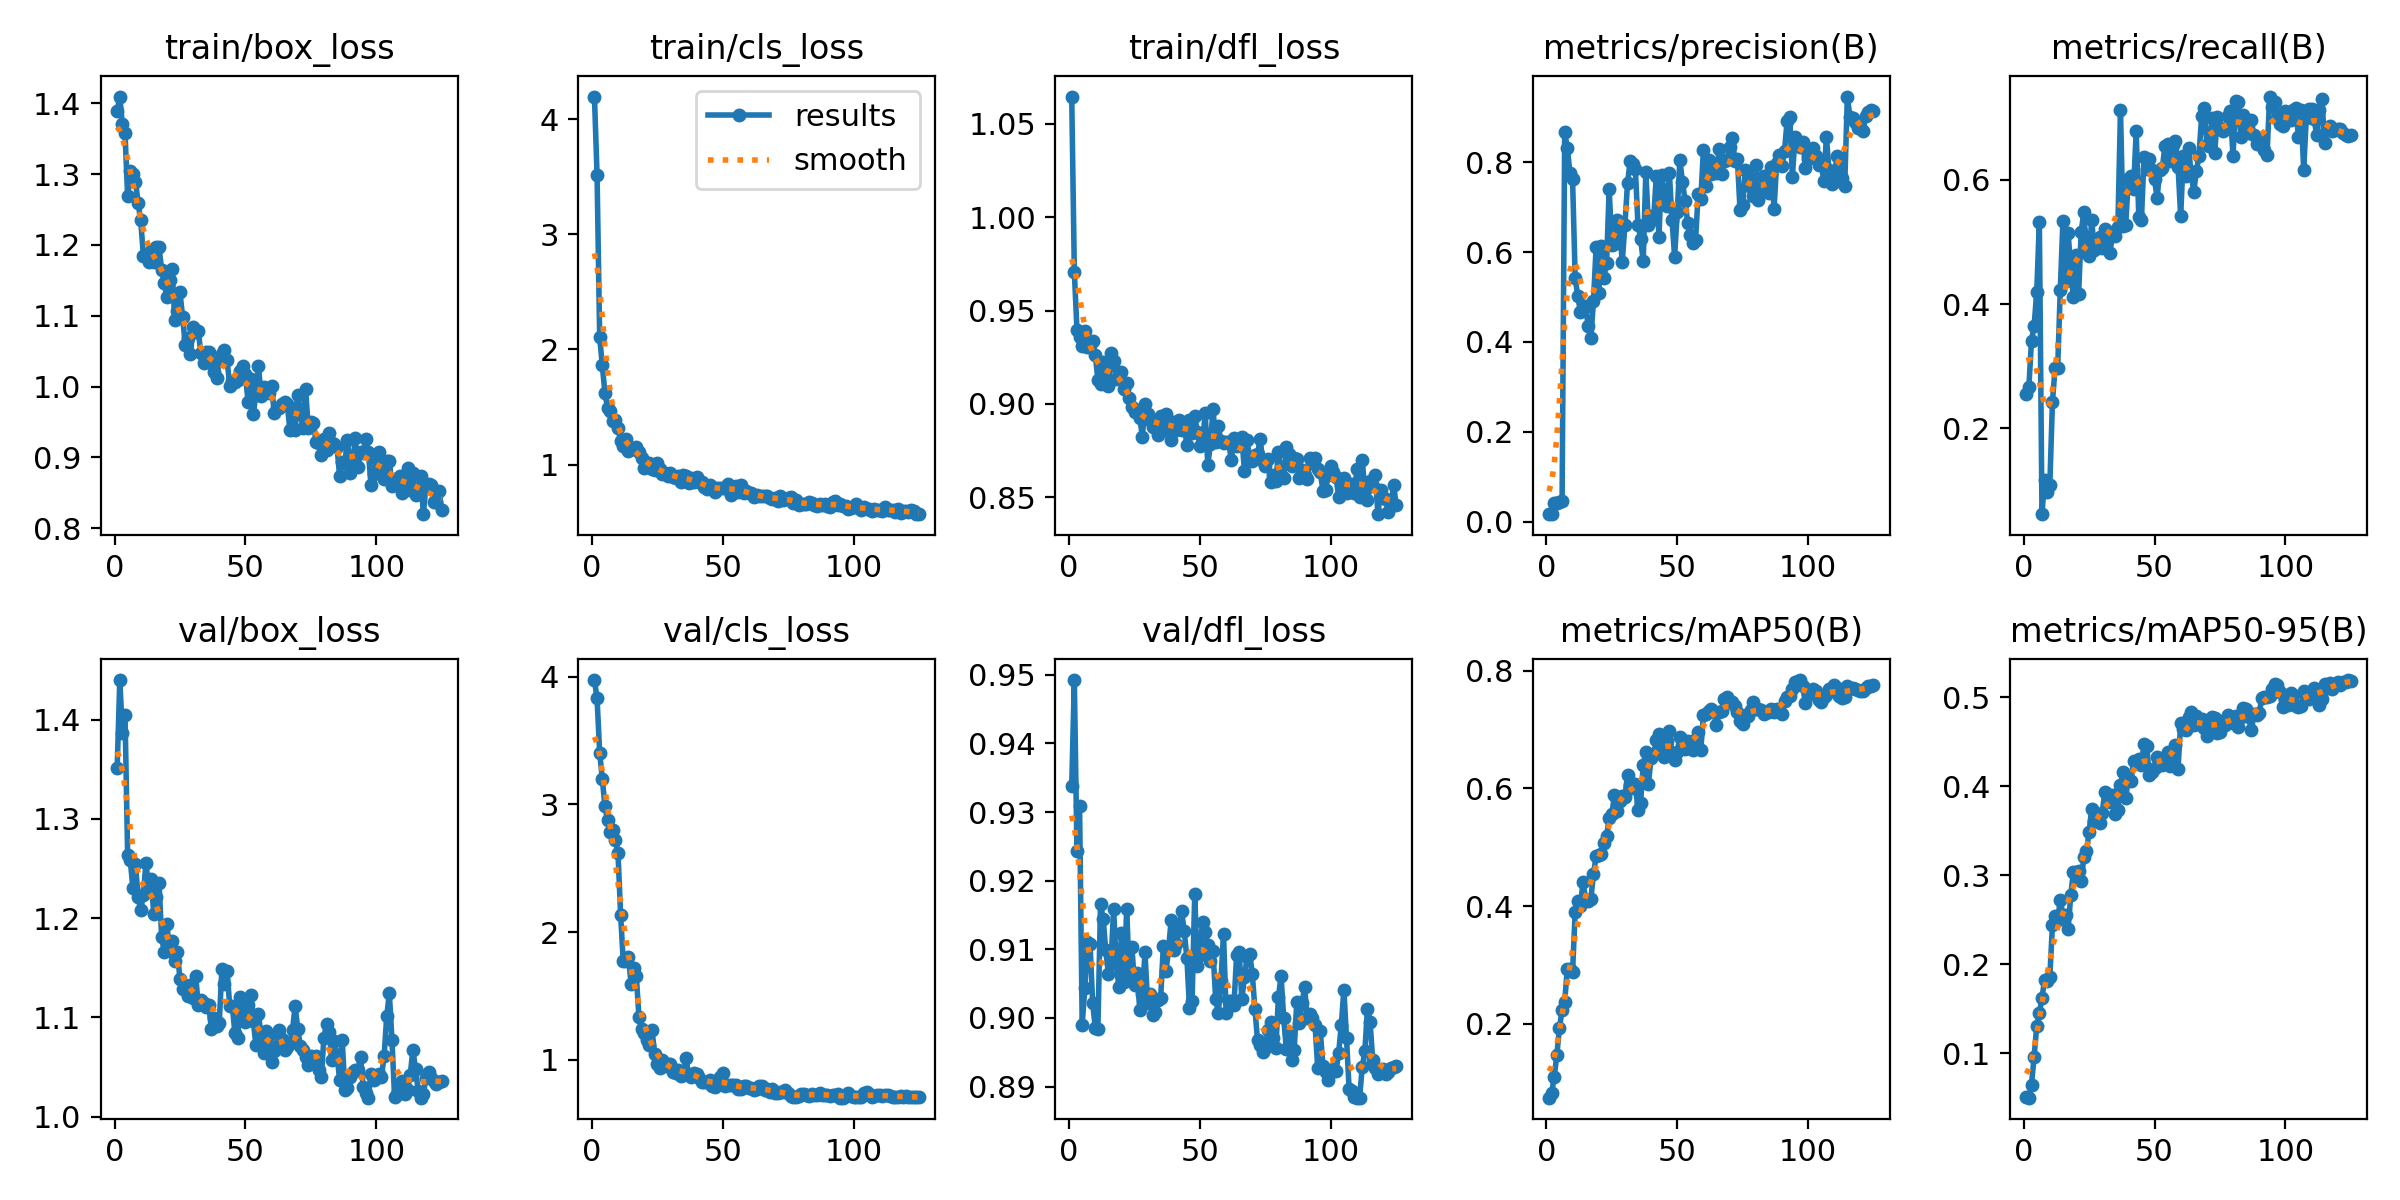 train/box_loss
1.4
1.3
1.2
1.1
1.0
0.9
0.8
0 50 100
train/cls_loss
results
smooth
4
3
2
1
0 50 100
train/dfl_loss
1.05
1.00
0.95
0.90
0.85
0 50 100
metrics/precision(B)
0.8
0.6
0.4
0.2
0.0
0 50 100
metrics/recall(B)
0.6
0.4
0.2
0 50 100
val/box_loss
1.4
1.3
1.2
1.1
1.0
0 50 100
val/cls_loss
4
3
2
1
0 50 100
val/dfl_loss
0.95
0.94
0.93
0.92
0.91
0.90
0.89
0 50 100
metrics/mAP50(B)
0.8
0.6
0.4
0.2
0 50 100
metrics/mAP50-95(B)
0.5
0.4
0.3
0.2
0.1
0 50 100